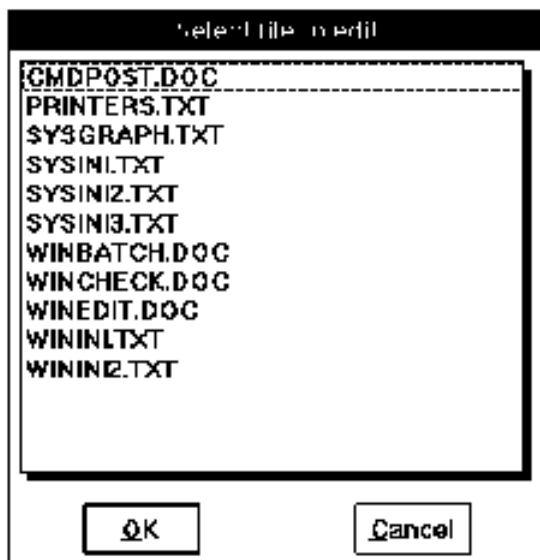 Select file to edit
CMDPOST.DOC
PRINTERS.TXT
SYSGRAPH.TXT
SYSINI.TXT
SYSINI2.TXT
SYSINI3.TXT
WINBATCH.DOC
WINCHECK.DOC
WINEDIT.DOC
WININI.TXT
WININI2.TXT
OK
Cancel